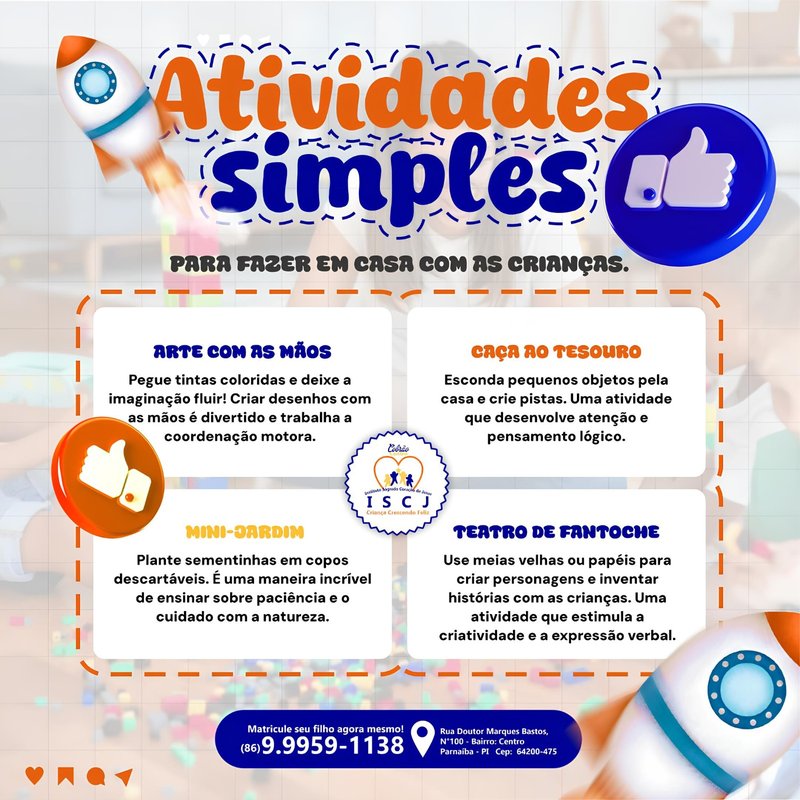 Atividades
simples
PARA FAZER EM CASA COM AS CRIANÇAS.
ARTE COM AS MÃOS
Pegue tintas coloridas e deixe a
imaginação fluir! Criar desenhos com
as mãos é divertido e trabalha a
coordenação motora.
CAÇA AO TESOURO
Esconda pequenos objetos pela
casa e crie pistas. Uma atividade
que desenvolve atenção e
pensamento lógico.
Instituto Sagrado Coração de Jesus
I S C J
Criança Crescendo Feliz
MINI-JARDIM
Plante sementinhas em copos
descartáveis. É uma maneira incrível
de ensinar sobre paciência e o
cuidado com a natureza.
TEATRO DE FANTOCHE
Use meias velhas ou papéis para
criar personagens e inventar
histórias com as crianças. Uma
atividade que estimula a
criatividade e a expressão verbal.
Matricule seu filho agora mesmo!
(86)9.9959-1138
Rua Doutor Marques Bastos,
N°100 - Bairro: Centro
Parnaíba - PI Cep: 64200-475